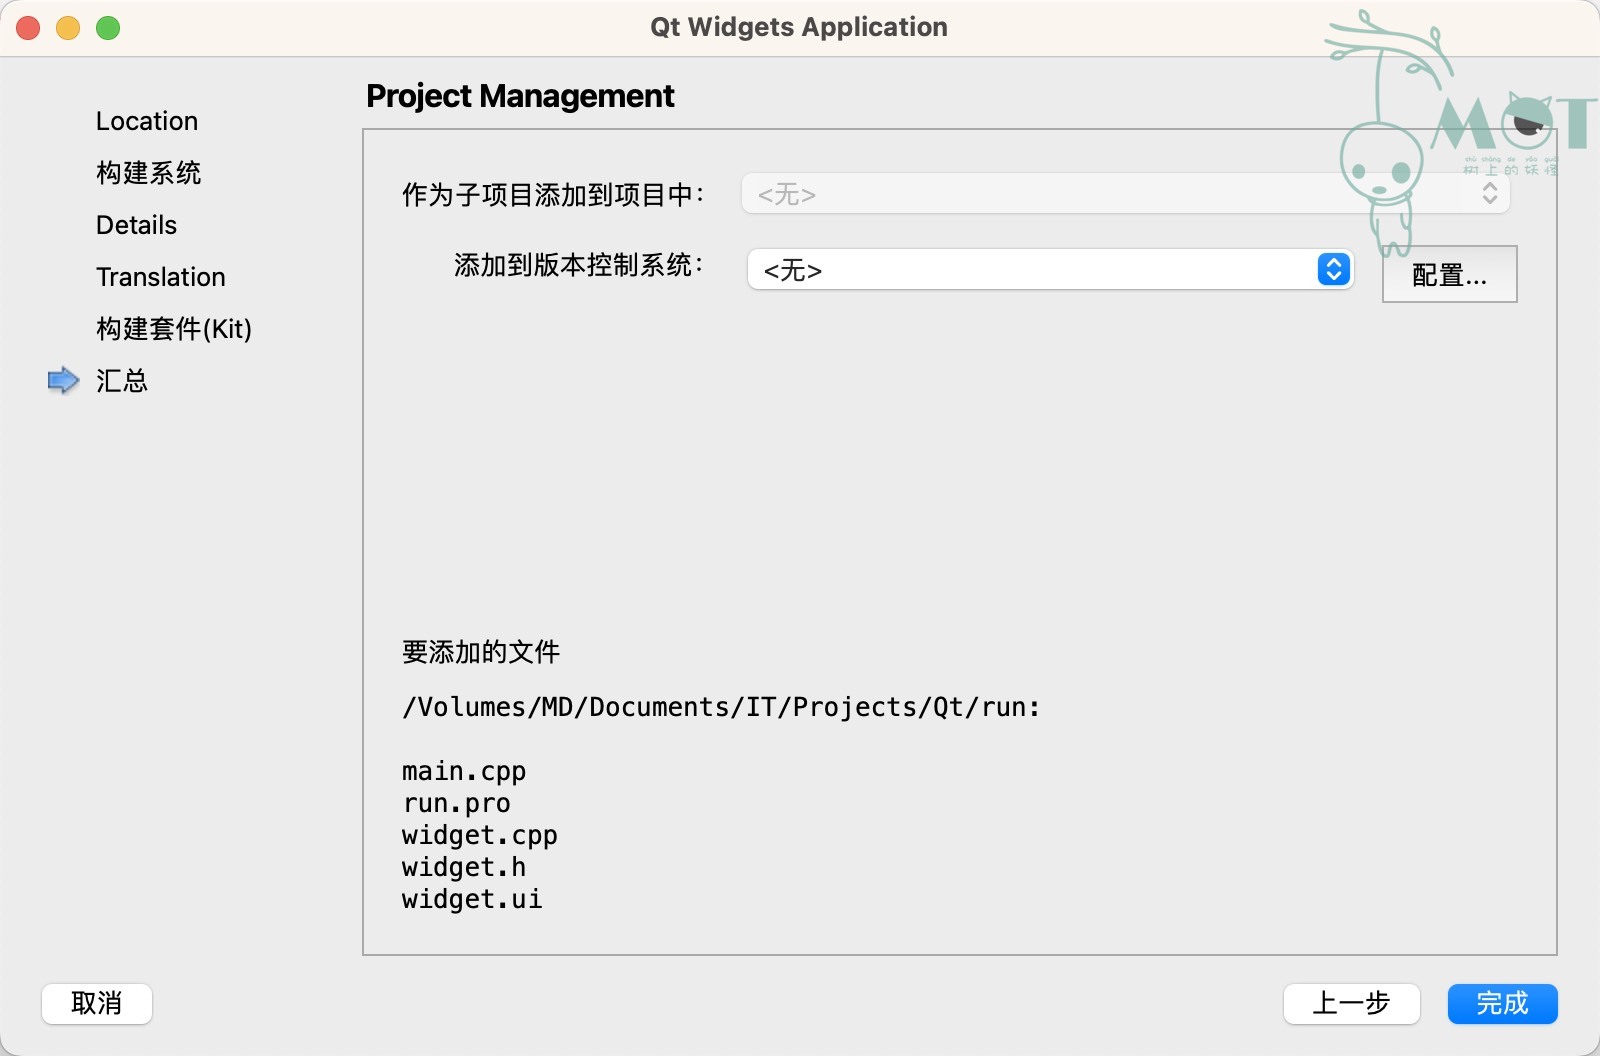 Qt Widgets Application
MOT
shù shàng de yāo guài
树上的妖怪
Location
构建系统
Details
Translation
构建套件(Kit)
汇总
Project Management
作为子项目添加到项目中：
<无>
添加到版本控制系统：
<无>
配置...
要添加的文件
/Volumes/MD/Documents/IT/Projects/Qt/run:
main.cpp
run.pro
widget.cpp
widget.h
widget.ui
取消
上一步
完成